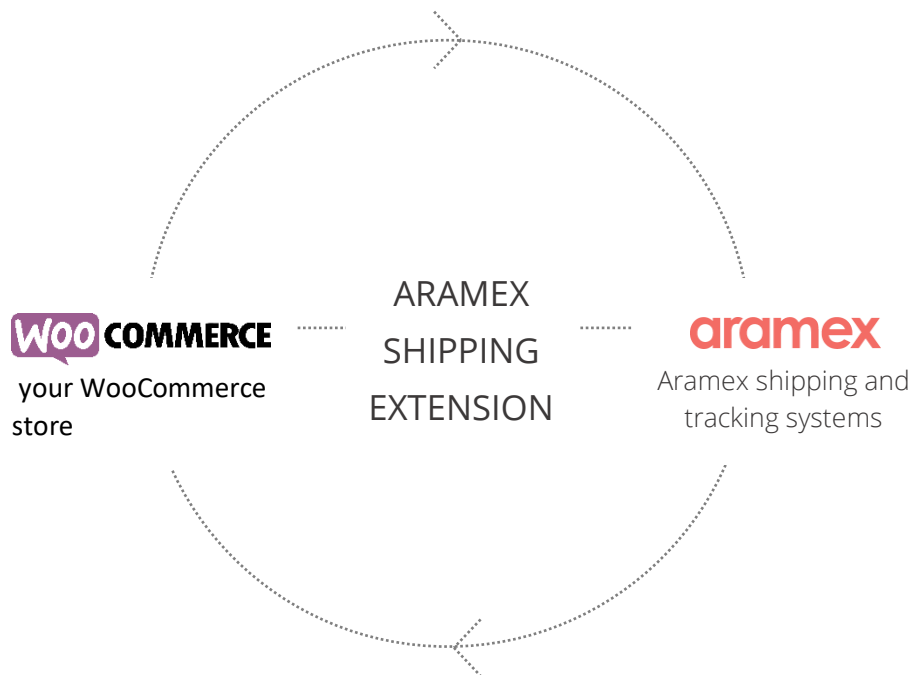 WOO COMMERCE
your WooCommerce
store
ARAMEX
SHIPPING
EXTENSION
aramex
Aramex shipping and
tracking systems